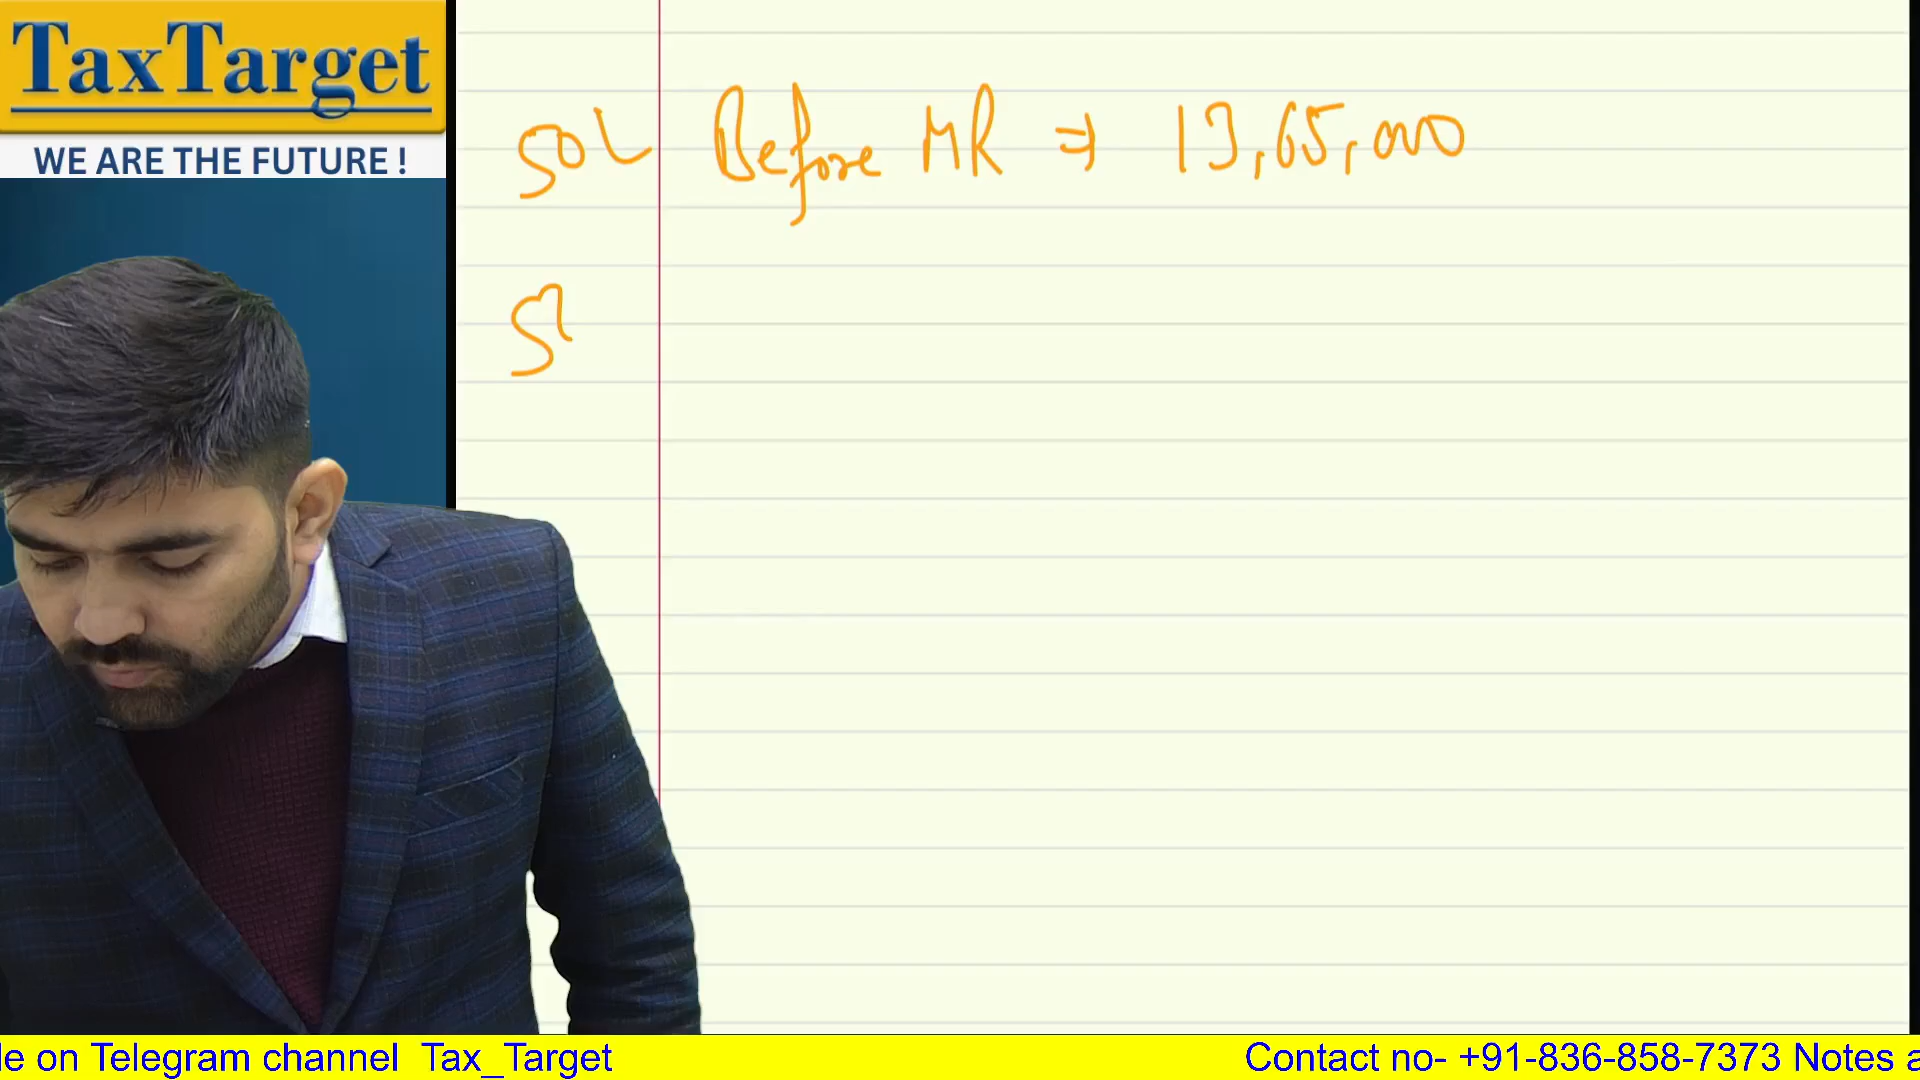 TaxTarget
WE ARE THE FUTURE !
50L Before MR ⇒ 13,65,000
le on Telegram channel Tax_Target
Contact no- +91-836-858-7373 Notes a